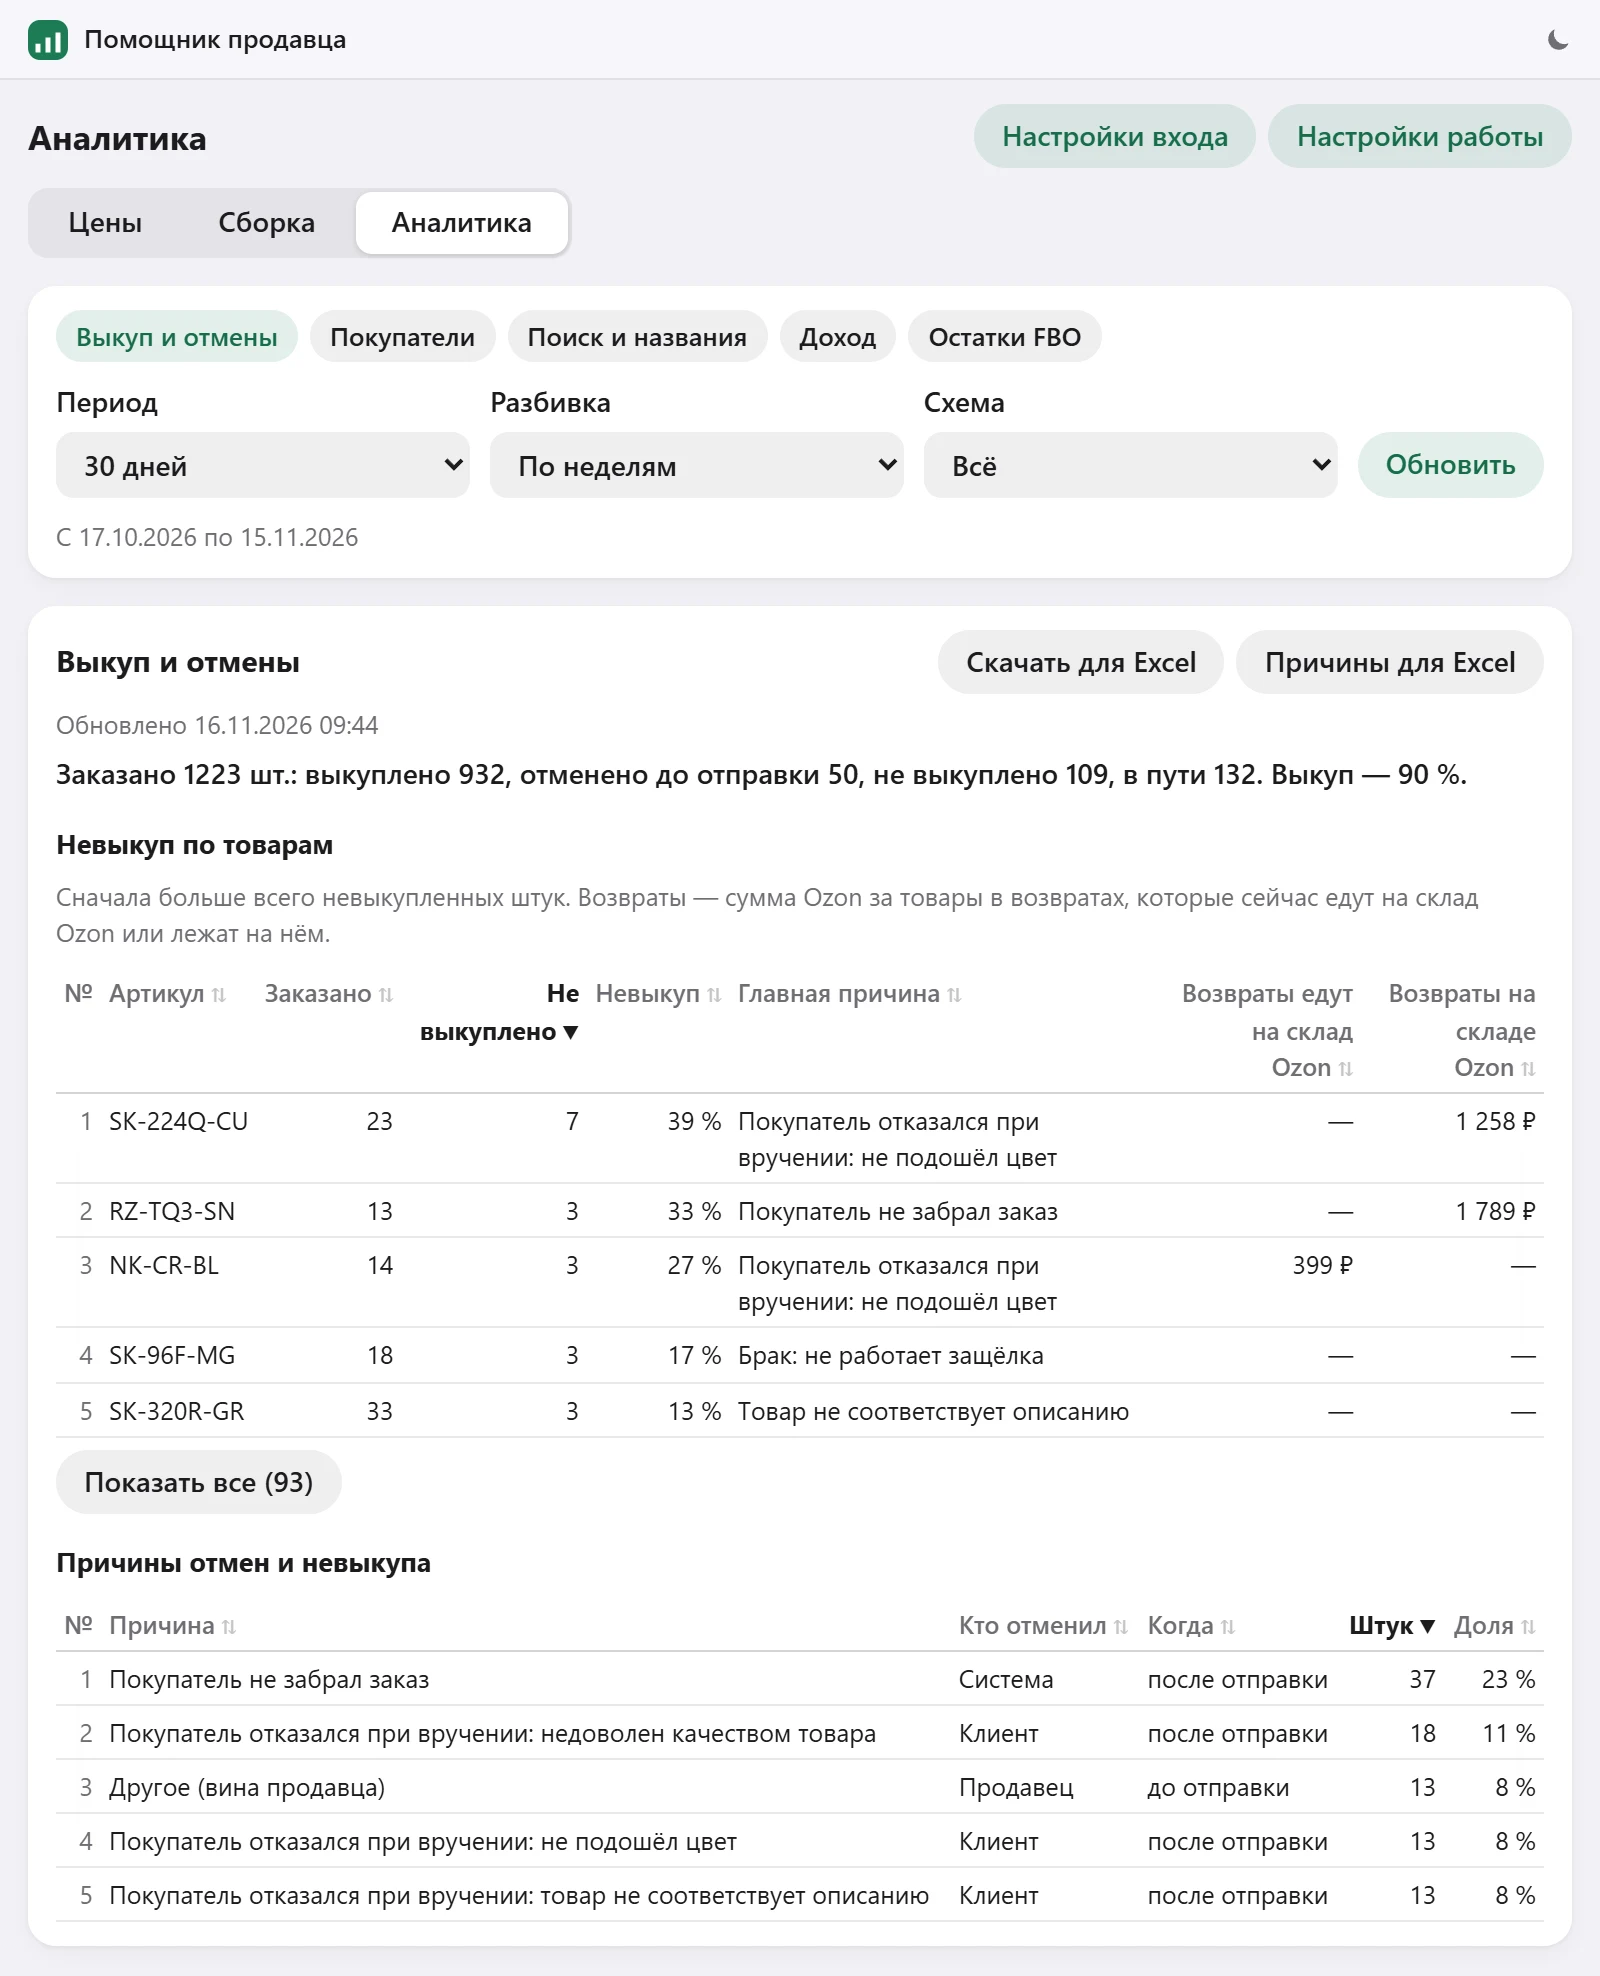 Помощник продавца
Аналитика
Настройки входа
Настройки работы
Цены
Сборка
Аналитика
Выкуп и отмены
Покупатели
Поиск и названия
Доход
Остатки FBO
Период
Разбивка
Схема
30 дней
По неделям
Всё
Обновить
С 17.10.2026 по 15.11.2026
Выкуп и отмены
Скачать для Excel
Причины для Excel
Обновлено 16.11.2026 09:44
Заказано 1223 шт.: выкуплено 932, отменено до отправки 50, не выкуплено 109, в пути 132. Выкуп — 90 %.
Невыкуп по товарам
Сначала больше всего невыкупленных штук. Возвраты — сумма Ozon за товары в возвратах, которые сейчас едут на склад
Ozon или лежат на нём.
№ Артикул ⇅ Заказано ⇅ Не Невыкуп ⇅ Главная причина ⇅ Возвраты едут Возвраты на
выкуплено ▼ на склад складе
Ozon ⇅ Ozon ⇅
1 SK-224Q-CU 23 7 39 % Покупатель отказался при — 1 258 ₽
вручении: не подошёл цвет
2 RZ-TQ3-SN 13 3 33 % Покупатель не забрал заказ — 1 789 ₽
3 NK-CR-BL 14 3 27 % Покупатель отказался при 399 ₽ —
вручении: не подошёл цвет
4 SK-96F-MG 18 3 17 % Брак: не работает защёлка — —
5 SK-320R-GR 33 3 13 % Товар не соответствует описанию — —
Показать все (93)
Причины отмен и невыкупа
№ Причина ⇅ Кто отменил ⇅ Когда ⇅ Штук ▼ Доля ⇅
1 Покупатель не забрал заказ Система после отправки 37 23 %
2 Покупатель отказался при вручении: недоволен качеством товара Клиент после отправки 18 11 %
3 Другое (вина продавца) Продавец до отправки 13 8 %
4 Покупатель отказался при вручении: не подошёл цвет Клиент после отправки 13 8 %
5 Покупатель отказался при вручении: товар не соответствует описанию Клиент после отправки 13 8 %